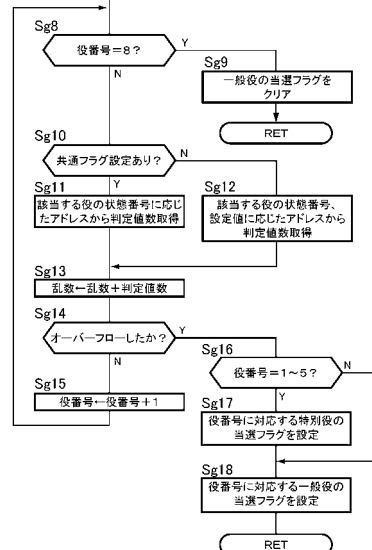 Sg8
役番号＝8？
Y
N
Sg9
一般役の当選フラグを
クリア
RET
Sg10
共通フラグ設定あり？
N
Y
Sg11
該当する役の状態番号に応じ
たアドレスから判定値数取得
Sg12
該当する役の状態番号、
設定値に応じたアドレスから
判定値数取得
Sg13
乱数←乱数＋判定値数
Sg14
オーバーフローしたか？
Y
N
Sg15
役番号←役番号＋1
Sg16
役番号＝1～5？
N
Y
Sg17
役番号に対応する特別役の
当選フラグを設定
Sg18
役番号に対応する一般役の
当選フラグを設定
RET